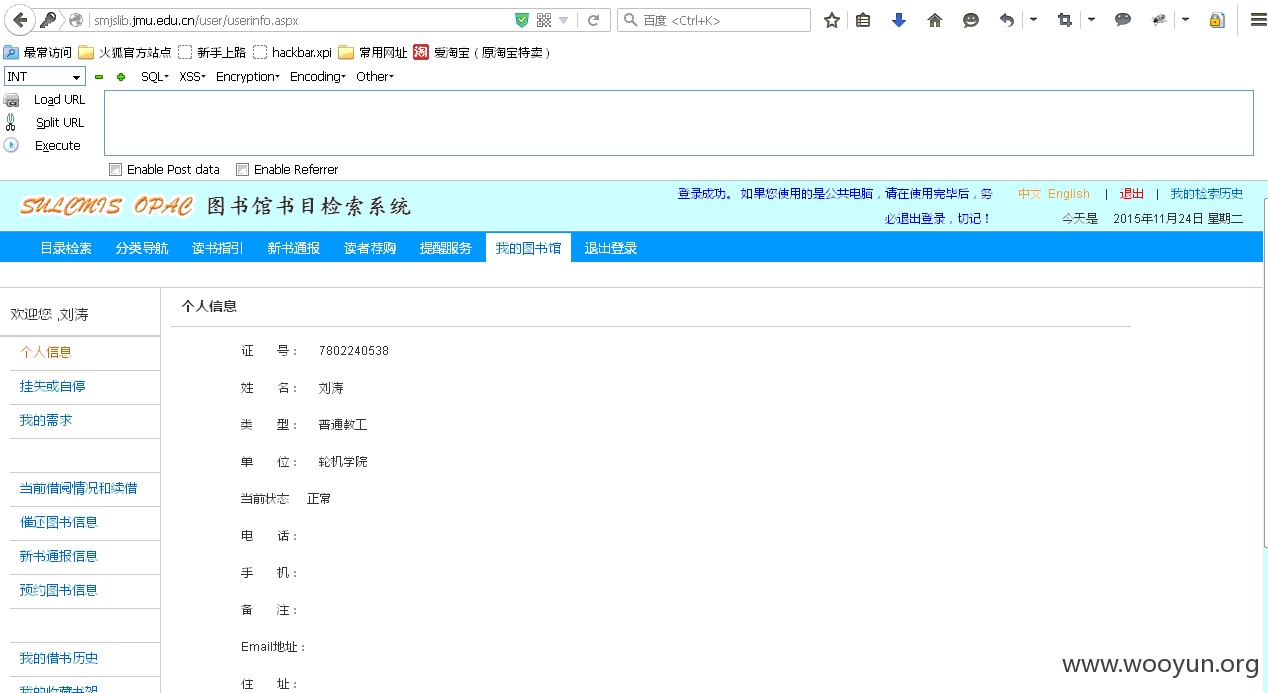 smjslib.jmu.edu.cn/user/userinfo.aspx 百度 <Ctrl+K>
最常访问 火狐官方站点 新手上路 hackbar.xpi 常用网址 淘 爱淘宝（原淘宝特卖）
INT SQL XSS Encryption Encoding Other
Load URL
Split URL
Execute
Enable Post data Enable Referrer
登录成功。 如果您使用的是公共电脑，请在使用完毕后，务 中文 English | 退出 | 我的检索历史
SULCMIS OPAC 图书馆书目检索系统
必退出登录，切记！ 今天是 2015年11月24日 星期二
目录检索 分类导航 读书指引 新书通报 读者荐购 提醒服务 我的图书馆 退出登录
个人信息
欢迎您 ,刘涛
个人信息
挂失或自停
我的需求
当前借阅情况和续借
催还图书信息
新书通报信息
预约图书信息
我的借书历史
我的收藏书架
证 号： 7802240538
姓 名： 刘涛
类 型： 普通教工
单 位： 轮机学院
当前状态 正常
电 话：
手 机：
备 注：
Email地址：
住 址：
www.wooyun.org